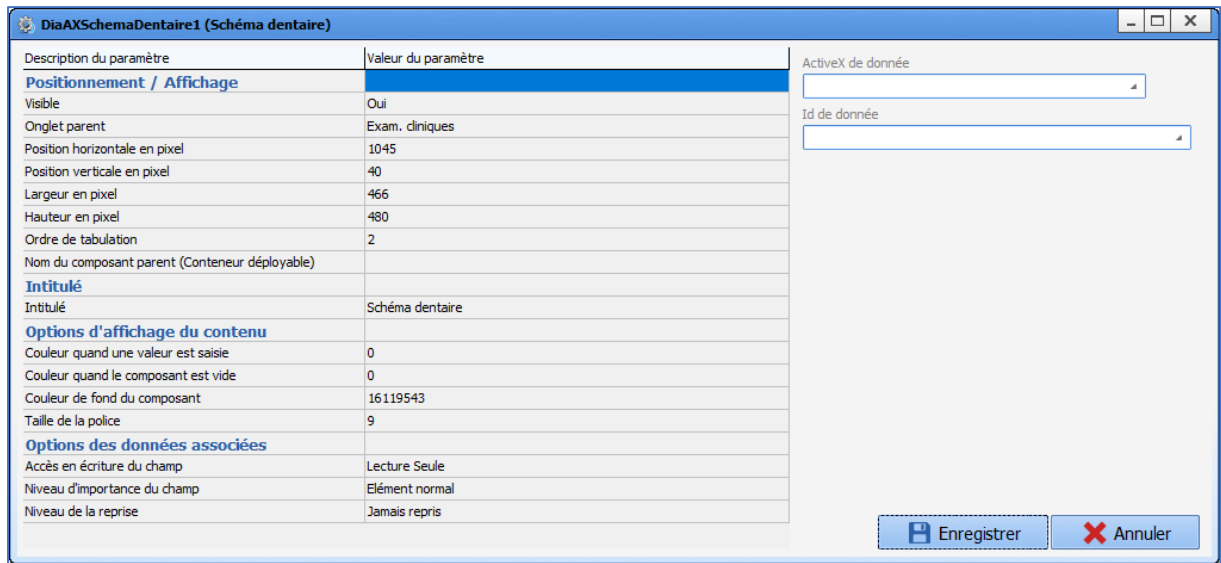 DiaAXSchemaDentaire1 (Schéma dentaire)
Description du paramètre Valeur du paramètre
Positionnement / Affichage
Visible Oui
Onglet parent Exam. cliniques
Position horizontale en pixel 1045
Position verticale en pixel 40
Largeur en pixel 466
Hauteur en pixel 480
Ordre de tabulation 2
Nom du composant parent (Conteneur déployable)
Intitulé
Intitulé Schéma dentaire
Options d'affichage du contenu
Couleur quand une valeur est saisie 0
Couleur quand le composant est vide 0
Couleur de fond du composant 16119543
Taille de la police 9
Options des données associées
Accès en écriture du champ Lecture Seule
Niveau d'importance du champ Elément normal
Niveau de la reprise Jamais repris
ActiveX de donnée
Id de donnée
Enregistrer Annuler